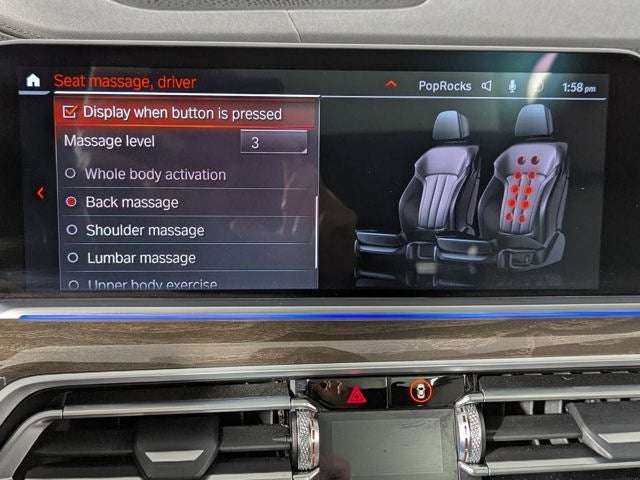 Seat massage, driver
PopRocks 1:58 pm
Display when button is pressed
Massage level 3
Whole body activation
Back massage
Shoulder massage
Lumbar massage
Upper body exercise